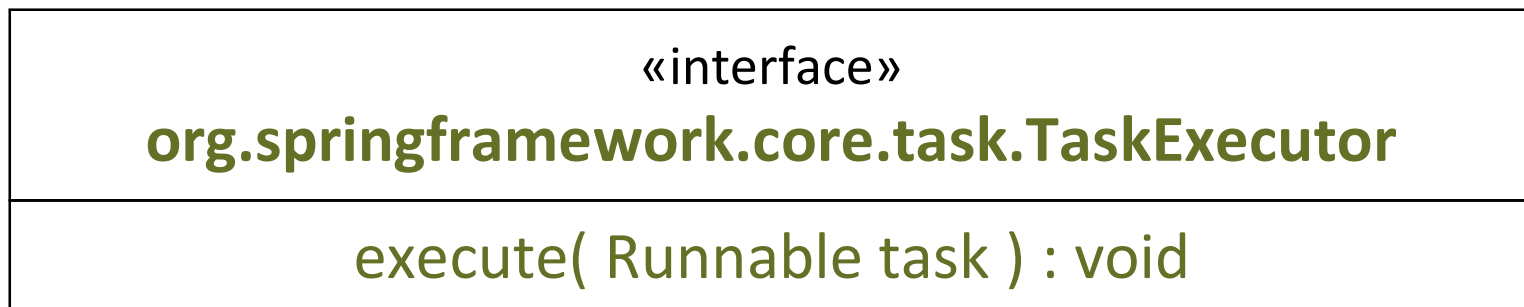 «interface»
org.springframework.core.task.TaskExecutor
execute( Runnable task ) : void